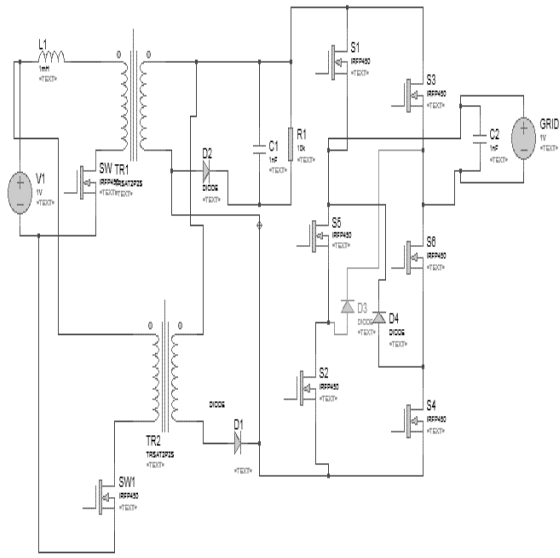 L1
1mH
<TEXT>
TR1
TRSAT2P2S
<TEXT>
SW
IRFP450
<TEXT>
V1
1V
<TEXT>
D2
DIODE
<TEXT>
C1
1nF
<TEXT>
R1
10k
<TEXT>
S1
IRFP450
<TEXT>
S3
IRFP450
<TEXT>
C2
1nF
<TEXT>
GRID
1V
<TEXT>
S5
IRFP450
<TEXT>
S6
IRFP450
<TEXT>
D3
DIODE
<TEXT>
D4
DIODE
<TEXT>
S2
IRFP450
<TEXT>
S4
IRFP450
<TEXT>
DIODE
D1
<TEXT>
TR2
TRSAT2P2S
<TEXT>
SW1
IRFP450
<TEXT>